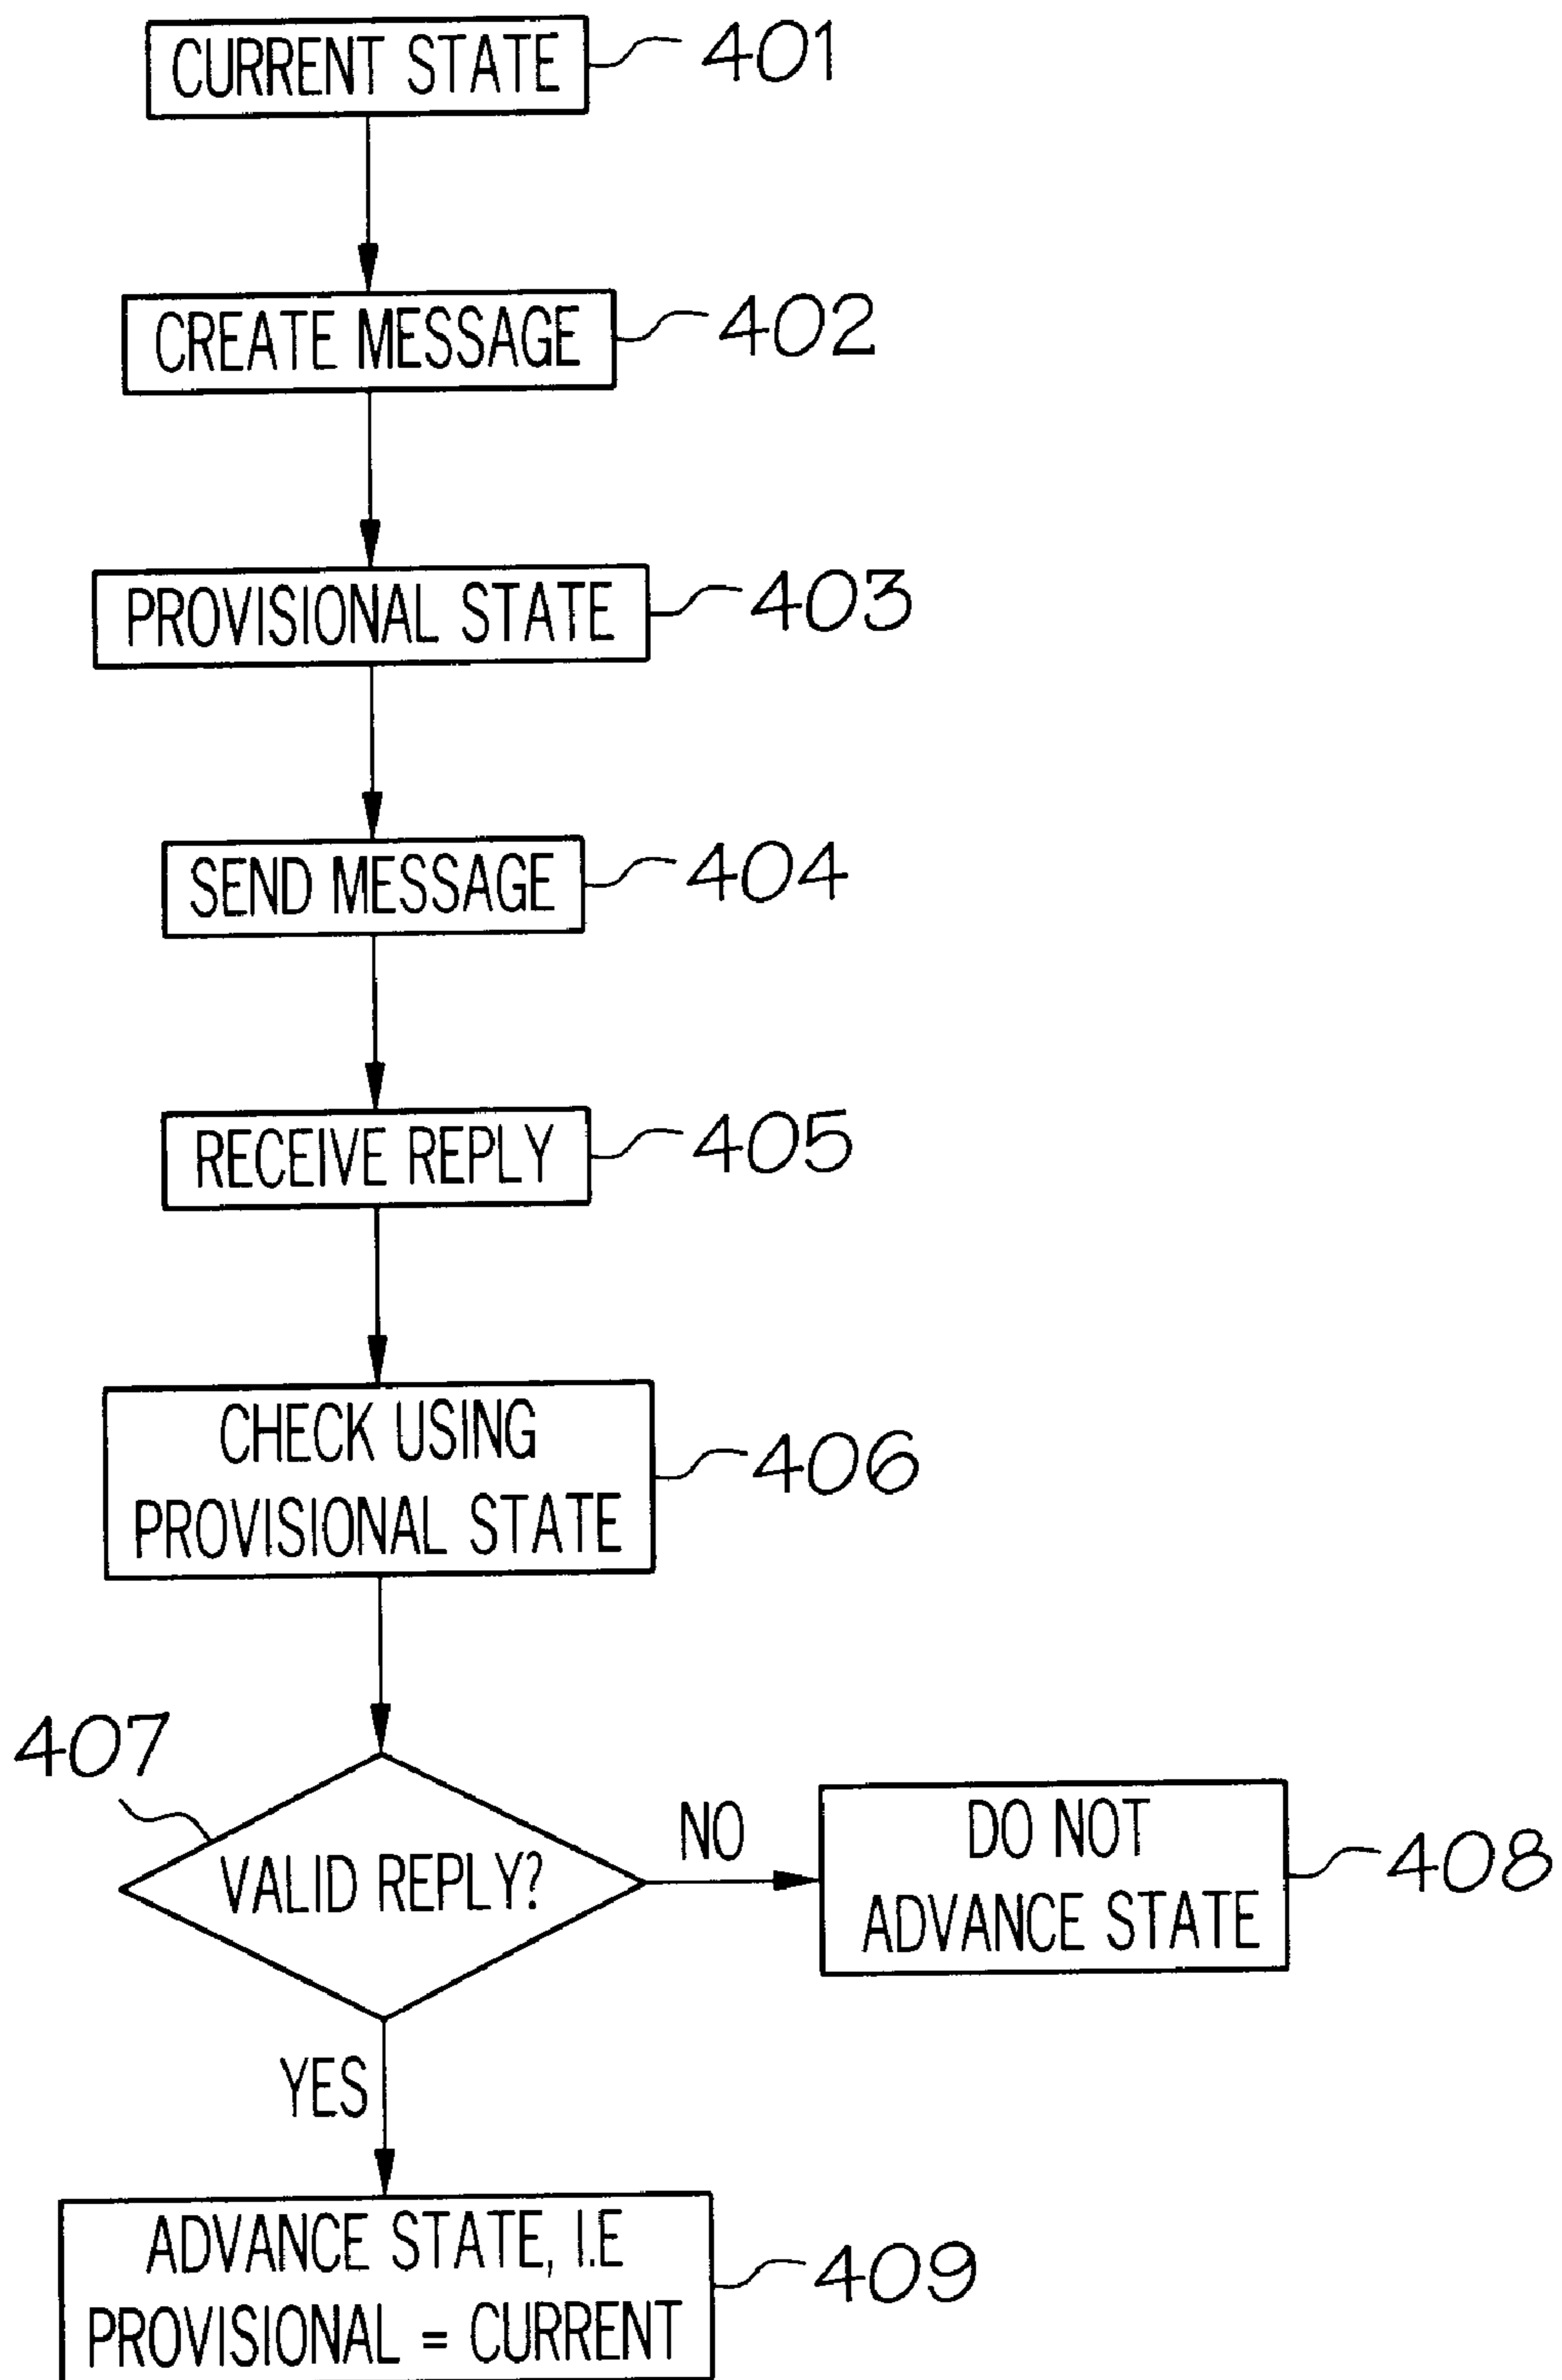 CURRENT STATE 401
CREATE MESSAGE 402
PROVISIONAL STATE 403
SEND MESSAGE 404
RECEIVE REPLY 405
CHECK USING
PROVISIONAL STATE 406
407
VALID REPLY?
NO
DO NOT
ADVANCE STATE 408
YES
ADVANCE STATE, I.E
PROVISIONAL = CURRENT 409